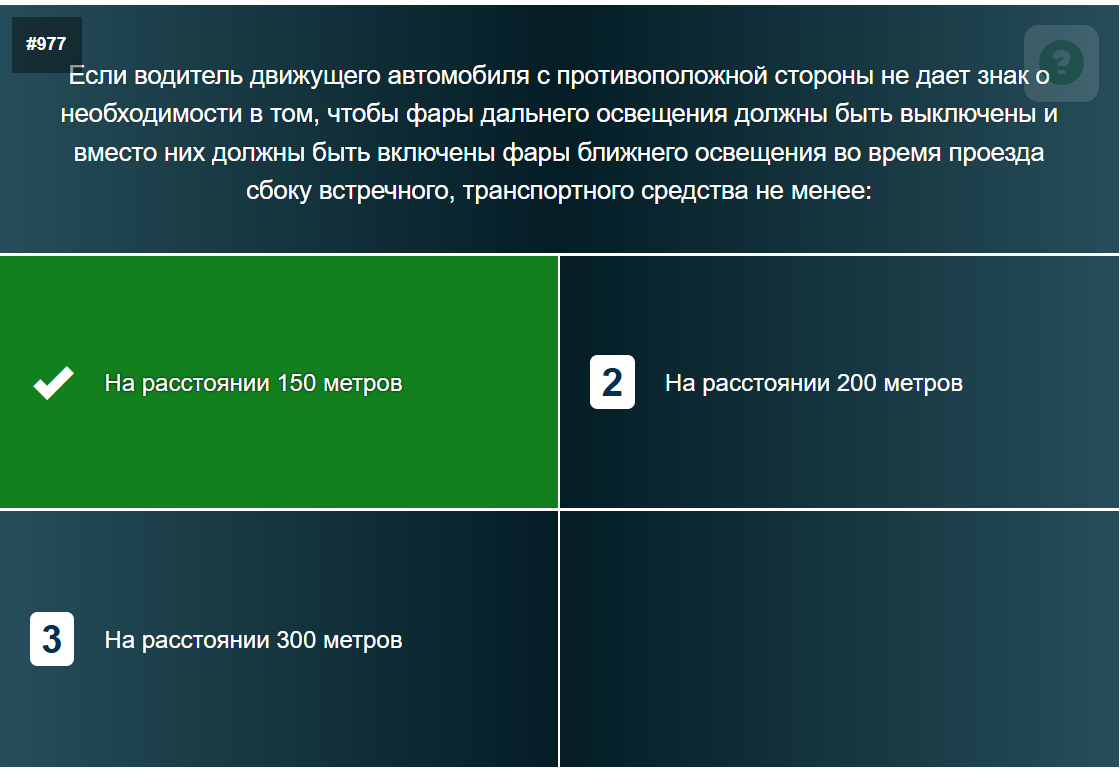 #977
Если водитель движущего автомобиля с противоположной стороны не дает знак о
необходимости в том, чтобы фары дальнего освещения должны быть выключены и
вместо них должны быть включены фары ближнего освещения во время проезда
сбоку встречного, транспортного средства не менее:
?
На расстоянии 150 метров
2 На расстоянии 200 метров
3 На расстоянии 300 метров